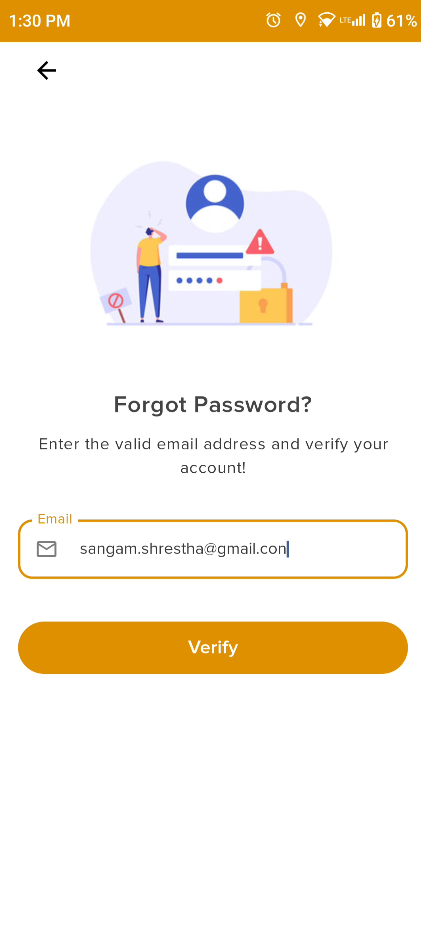 1:30 PM
LTE 61%
Forgot Password?
Enter the valid email address and verify your
account!
Email
sangam.shrestha@gmail.con
Verify